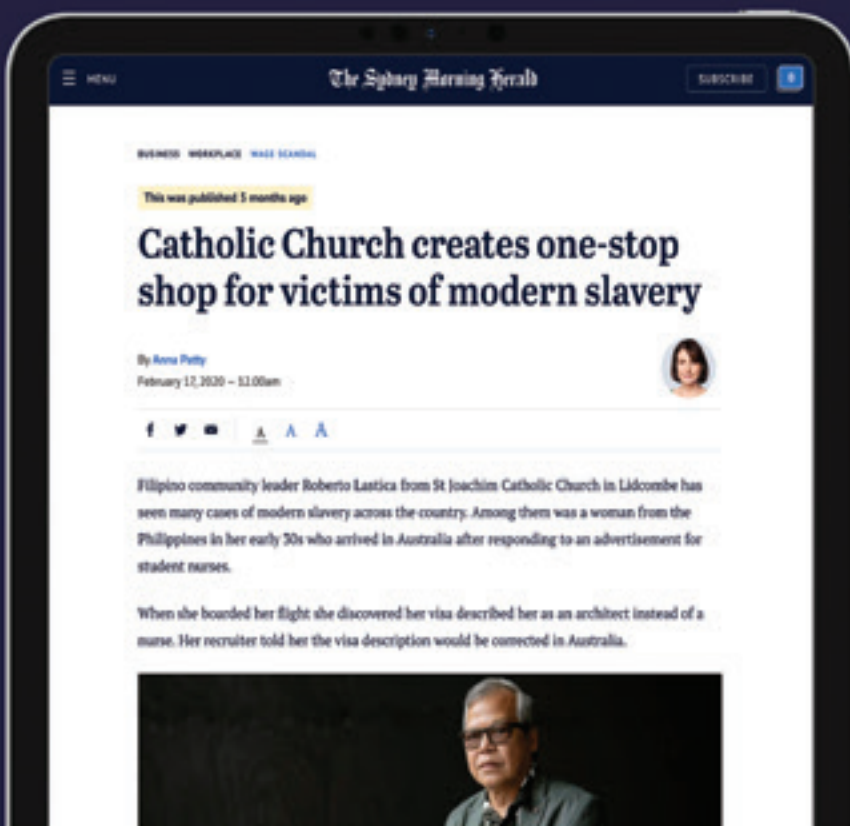 MENU
The Sydney Morning Herald
SUBSCRIBE
BUSINESS WORKPLACE WAGE SCANDAL
This was published 3 months ago
Catholic Church creates one-stop
shop for victims of modern slavery
By Anna Patty
February 17, 2020 — 12.00am
A A A
Filipino community leader Roberto Lastica from St Joachim Catholic Church in Lidcombe has
seen many cases of modern slavery across the country. Among them was a woman from the
Philippines in her early 30s who arrived in Australia after responding to an advertisement for
student nurses.
When she boarded her flight she discovered her visa described her as an architect instead of a
nurse. Her recruiter told her the visa description would be corrected in Australia.